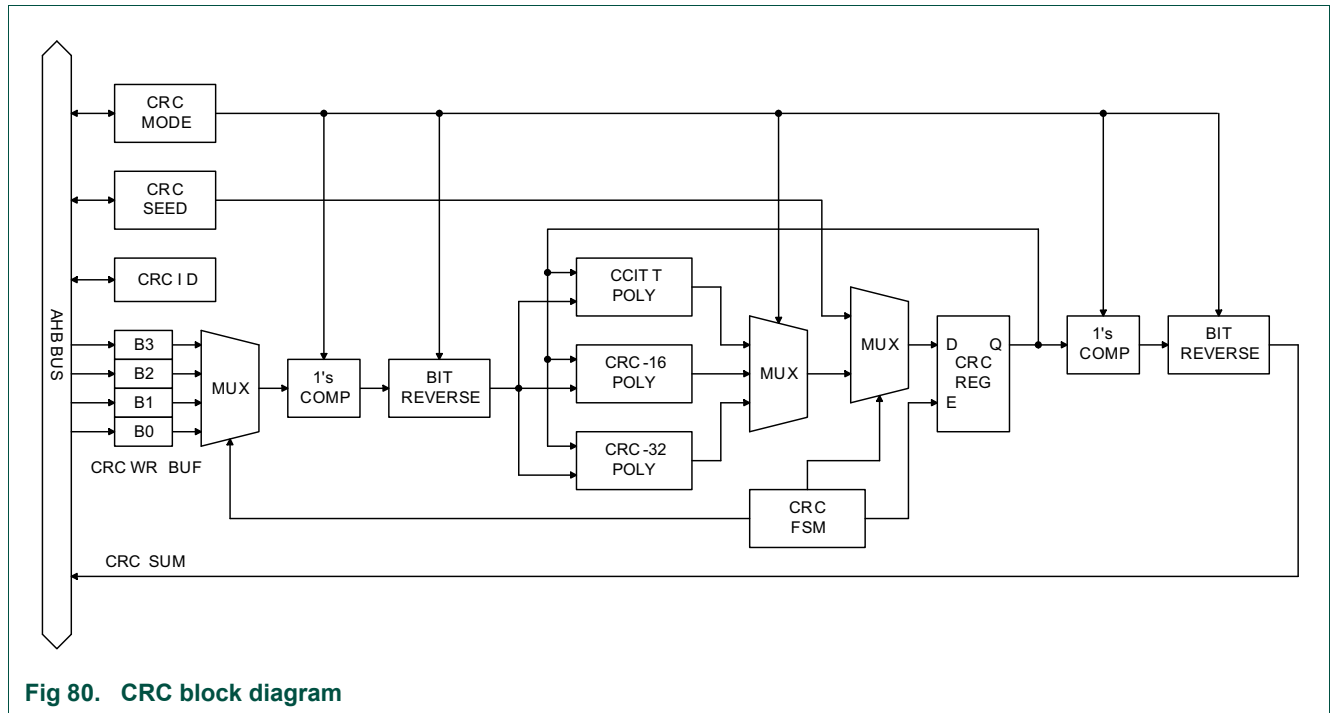 CRC
MODE
CRC
SEED
CRC ID
AHB BUS
B3
B2
B1
B0
CRC WR BUF
MUX
1's
COMP
BIT
REVERSE
CCITT
POLY
CRC-16
POLY
CRC-32
POLY
MUX
MUX
D Q
CRC
REG
E
1's
COMP
BIT
REVERSE
CRC
FSM
CRC SUM
Fig 80. CRC block diagram